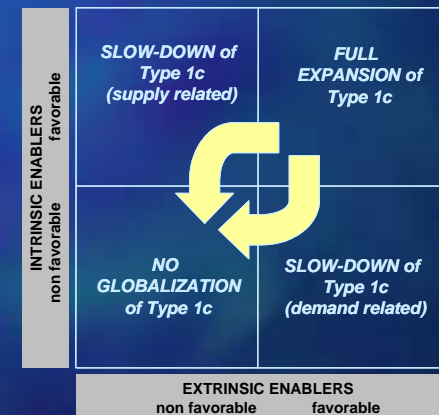 SLOW-DOWN of
Type 1c
(supply related)
FULL
EXPANSION of
Type 1c
INTRINSIC ENABLERS
non favorable favorable
NO
GLOBALIZATION
of Type 1c
SLOW-DOWN of
Type 1c
(demand related)
EXTRINSIC ENABLERS
non favorable favorable